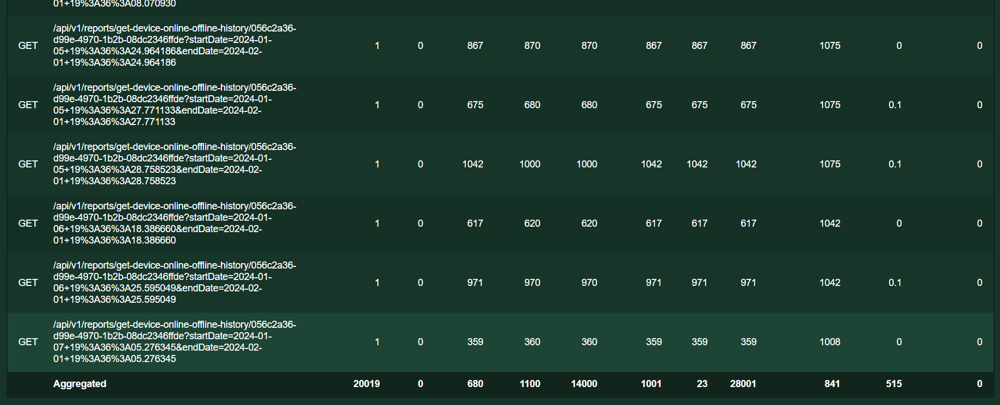 01+19%3A36%3A08.070930
/api/v1/reports/get-device-online-offline-history/056c2a36-
d99e-4970-1b2b-08dc2346ffde?startDate=2024-01-
GET 1 0 867 870 870 867 867 867 1075 0 0
05+19%3A36%3A24.964186&endDate=2024-02-
01+19%3A36%3A24.964186
/api/v1/reports/get-device-online-offline-history/056c2a36-
d99e-4970-1b2b-08dc2346ffde?startDate=2024-01-
GET 1 0 675 680 680 675 675 675 1075 0.1 0
05+19%3A36%3A27.771133&endDate=2024-02-
01+19%3A36%3A27.771133
/api/v1/reports/get-device-online-offline-history/056c2a36-
d99e-4970-1b2b-08dc2346ffde?startDate=2024-01-
GET 1 0 1042 1000 1000 1042 1042 1042 1075 0.1 0
05+19%3A36%3A28.758523&endDate=2024-02-
01+19%3A36%3A28.758523
/api/v1/reports/get-device-online-offline-history/056c2a36-
d99e-4970-1b2b-08dc2346ffde?startDate=2024-01-
GET 1 0 617 620 620 617 617 617 1042 0 0
06+19%3A36%3A18.386660&endDate=2024-02-
01+19%3A36%3A18.386660
/api/v1/reports/get-device-online-offline-history/056c2a36-
d99e-4970-1b2b-08dc2346ffde?startDate=2024-01-
GET 1 0 971 970 970 971 971 971 1042 0.1 0
06+19%3A36%3A25.595049&endDate=2024-02-
01+19%3A36%3A25.595049
/api/v1/reports/get-device-online-offline-history/056c2a36-
d99e-4970-1b2b-08dc2346ffde?startDate=2024-01-
GET 1 0 359 360 360 359 359 359 1008 0 0
07+19%3A36%3A05.276345&endDate=2024-02-
01+19%3A36%3A05.276345
Aggregated 20019 0 680 1100 14000 1001 23 28001 841 515 0